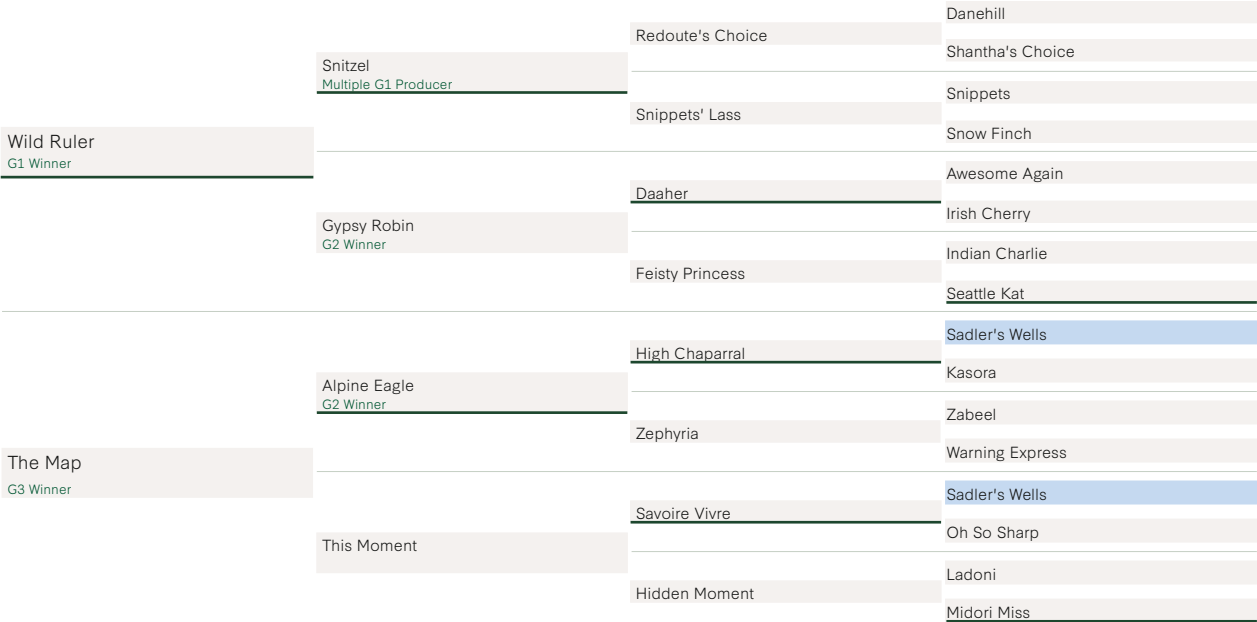 Wild Ruler
G1 Winner
The Map
G3 Winner
Snitzel
Multiple G1 Producer
Gypsy Robin
G2 Winner
Alpine Eagle
G2 Winner
This Moment
Redoute's Choice
Snippets' Lass
Daaher
Feisty Princess
High Chaparral
Zephyria
Savoire Vivre
Hidden Moment
Danehill
Shantha's Choice
Snippets
Snow Finch
Awesome Again
Irish Cherry
Indian Charlie
Seattle Kat
Sadler's Wells
Kasora
Zabeel
Warning Express
Sadler's Wells
Oh So Sharp
Ladoni
Midori Miss